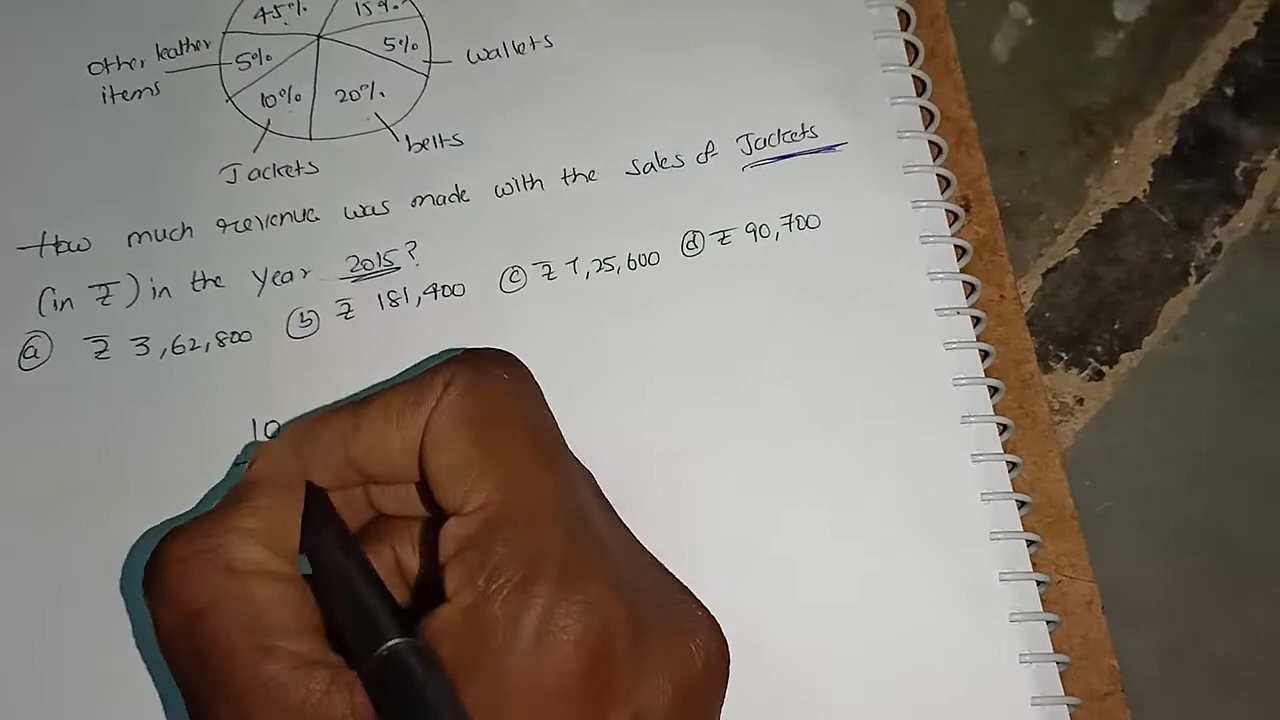 45% 15%
other leather 5% 5% wallets
items
10% 20%
belts
Jackets
How much revenue was made with the sales of Jackets
(in ₹) in the year 2015?
(a) ₹ 3,62,800 (b) ₹ 181,400 (c) ₹ 7,25,600 (d) ₹ 90,700
10